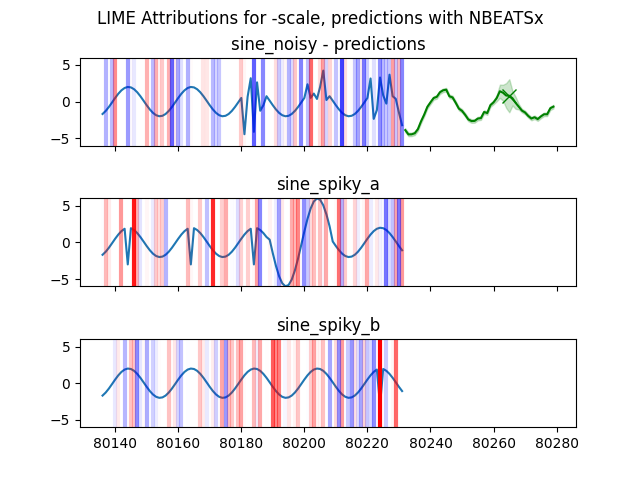 LIME Attributions for -scale, predictions with NBEATSx
sine_noisy - predictions
5
0
−5
sine_spiky_a
5
0
−5
sine_spiky_b
5
0
−5
80140 80160 80180 80200 80220 80240 80260 80280